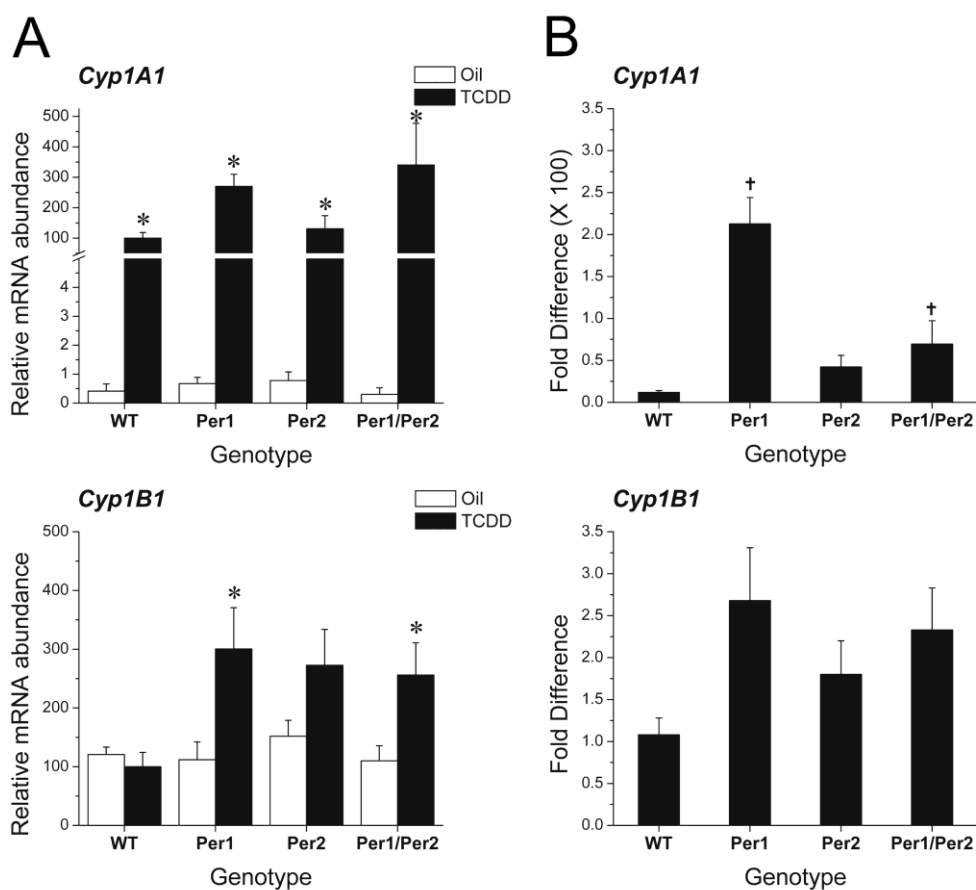 A
Cyp1A1
Oil
TCDD
Relative mRNA abundance
500
400
300
200
100
4
3
2
1
0
*
*
*
*
WT
Per1
Per2
Per1/Per2
Genotype
B
Cyp1A1
Fold Difference (X 100)
3.5
3.0
2.5
2.0
1.5
1.0
0.5
0.0
✝
✝
WT
Per1
Per2
Per1/Per2
Genotype
Cyp1B1
Oil
TCDD
Relative mRNA abundance
500
400
300
200
100
0
*
*
WT
Per1
Per2
Per1/Per2
Genotype
Cyp1B1
Fold Difference
3.5
3.0
2.5
2.0
1.5
1.0
0.5
0.0
WT
Per1
Per2
Per1/Per2
Genotype